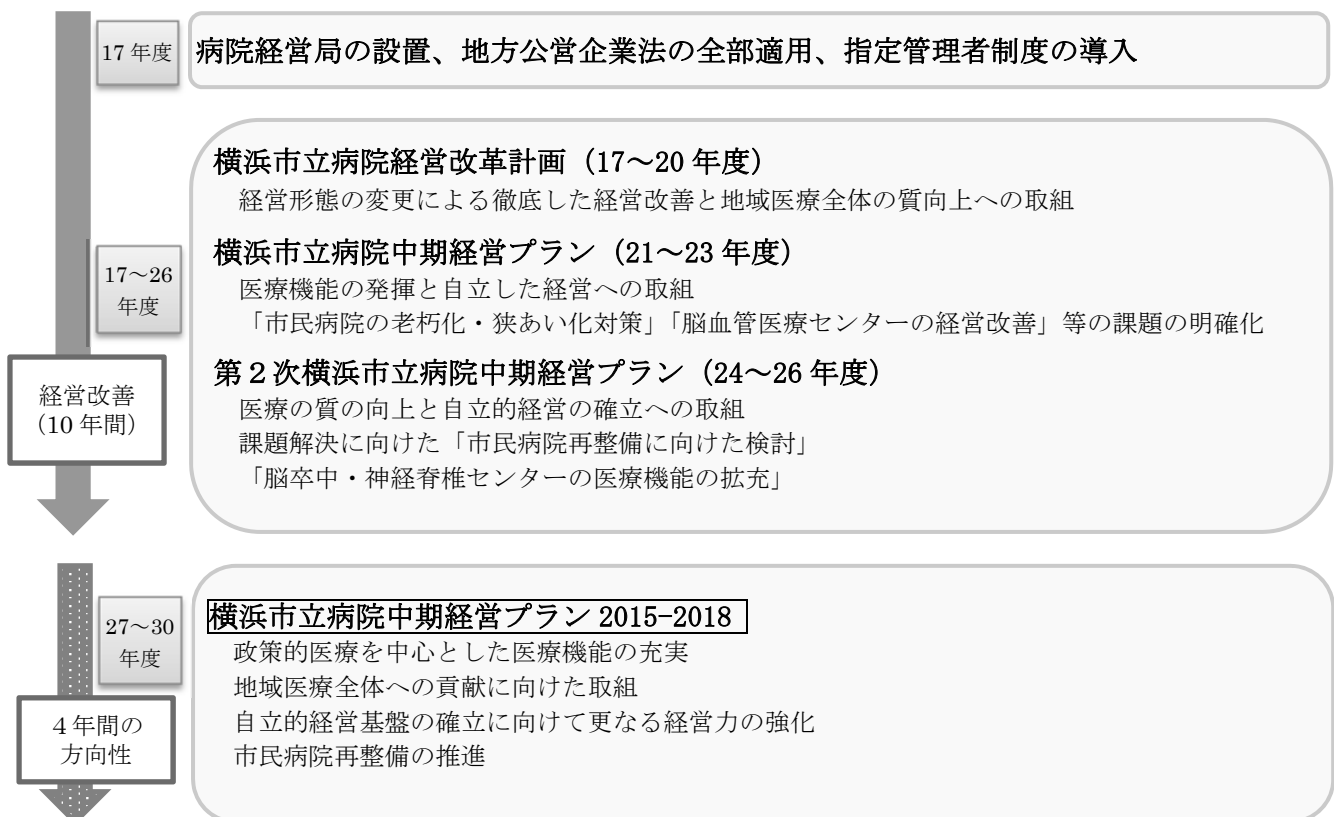 17 年度
病院経営局の設置、地方公営企業法の全部適用、指定管理者制度の導入
横浜市立病院経営改革計画（17～20 年度）
経営形態の変更による徹底した経営改善と地域医療全体の質向上への取組
横浜市立病院中期経営プラン（21～23 年度）
17～26
年度
医療機能の発揮と自立した経営への取組
「市民病院の老朽化・狭あい化対策」「脳血管医療センターの経営改善」等の課題の明確化
第２次横浜市立病院中期経営プラン（24～26 年度）
経営改善
（10 年間）
医療の質の向上と自立的経営の確立への取組
課題解決に向けた「市民病院再整備に向けた検討」
「脳卒中・神経脊椎センターの医療機能の拡充」
27～30
年度
横浜市立病院中期経営プラン 2015-2018
政策的医療を中心とした医療機能の充実
地域医療全体への貢献に向けた取組
４年間の
方向性
自立的経営基盤の確立に向けて更なる経営力の強化
市民病院再整備の推進